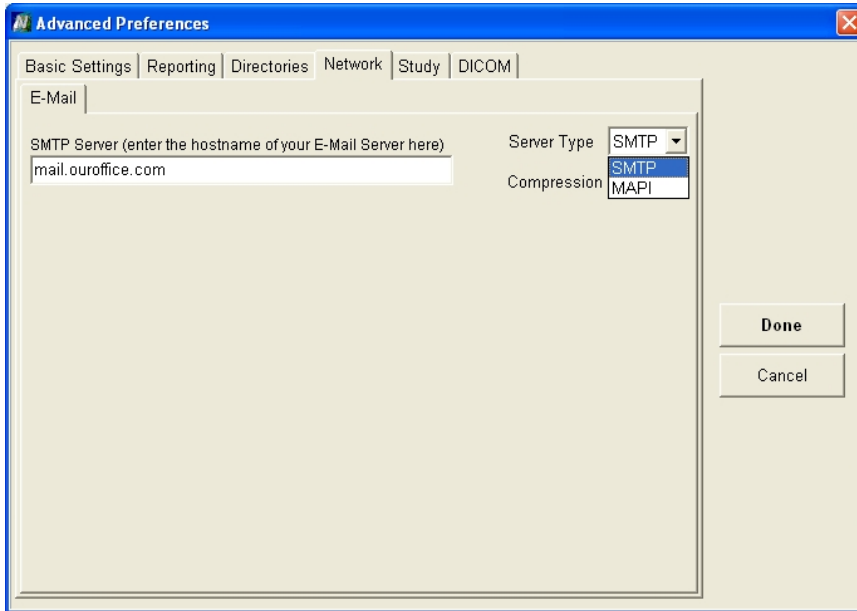 Advanced Preferences
Basic Settings Reporting Directories Network Study DICOM
E-Mail
SMTP Server (enter the hostname of your E-Mail Server here)
mail.ouroffice.com
Server Type SMTP
SMTP
MAPI
Compression
Done
Cancel